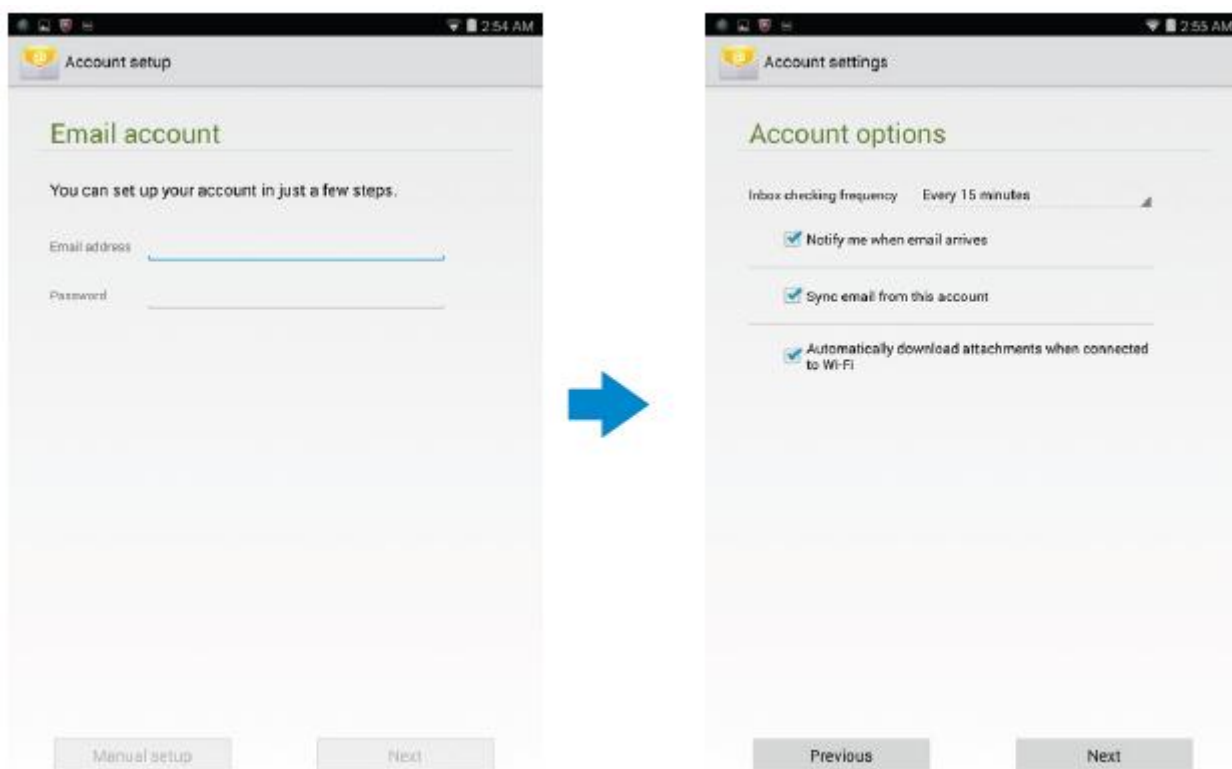 2:54 AM
Account setup
Email account
You can set up your account in just a few steps.
Email address
Password
Manual setup
Next
2:55 AM
Account settings
Account options
Inbox checking frequency Every 15 minutes
Notify me when email arrives
Sync email from this account
Automatically download attachments when connected
to Wi-Fi
Previous
Next